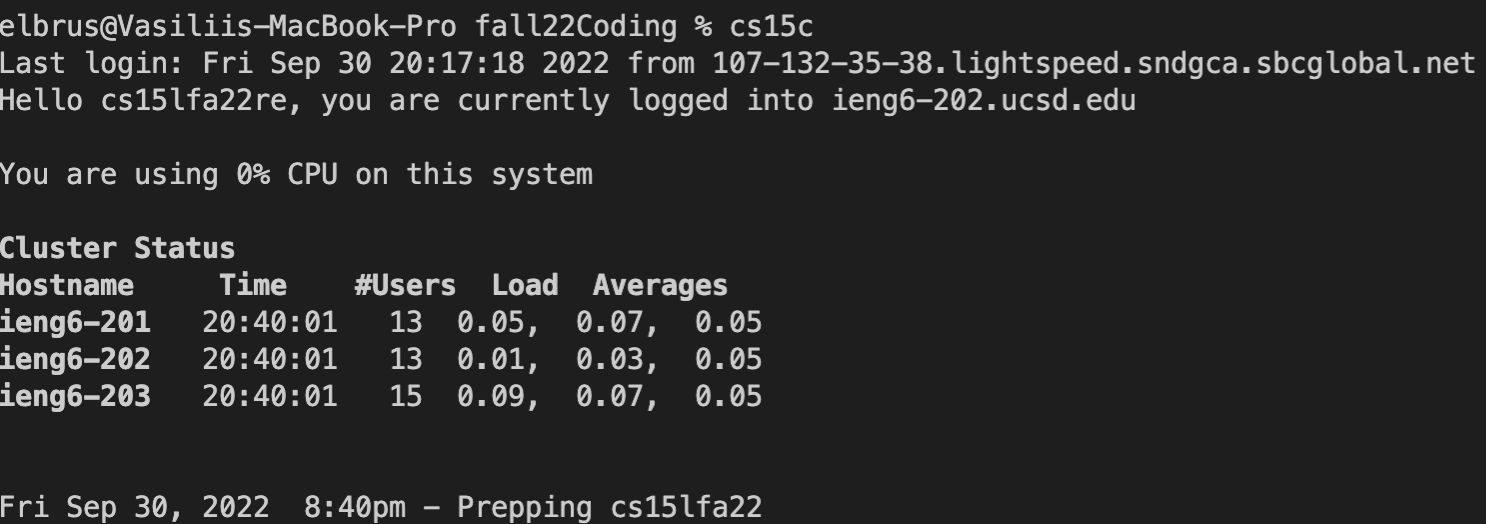 elbrus@Vasiliis-MacBook-Pro fall22Coding % cs15c
Last login: Fri Sep 30 20:17:18 2022 from 107-132-35-38.lightspeed.sndgca.sbcglobal.net
Hello cs15lfa22re, you are currently logged into ieng6-202.ucsd.edu
You are using 0% CPU on this system
Cluster Status
Hostname     Time    #Users  Load  Averages
ieng6-201   20:40:01   13  0.05,  0.07,  0.05
ieng6-202   20:40:01   13  0.01,  0.03,  0.05
ieng6-203   20:40:01   15  0.09,  0.07,  0.05
Fri Sep 30, 2022  8:40pm - Prepping cs15lfa22